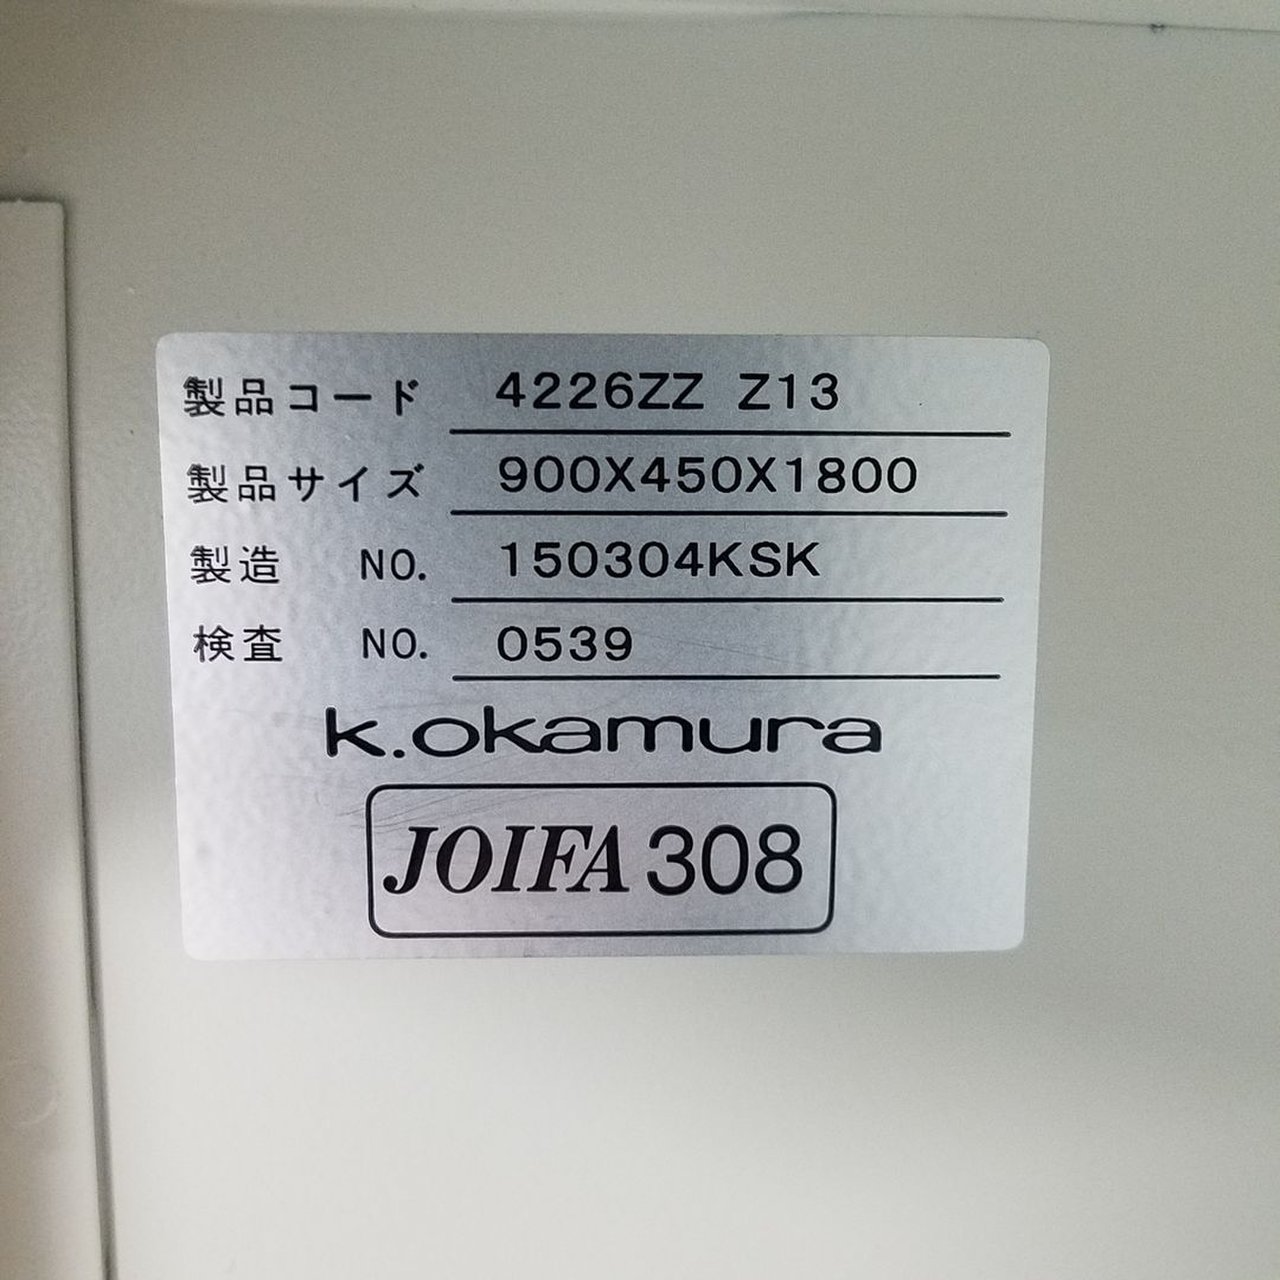 製品コード 4226ZZ Z13
製品サイズ 900X450X1800
製造 NO. 150304KSK
検査 NO. 0539
k.okamura
JOIFA 308